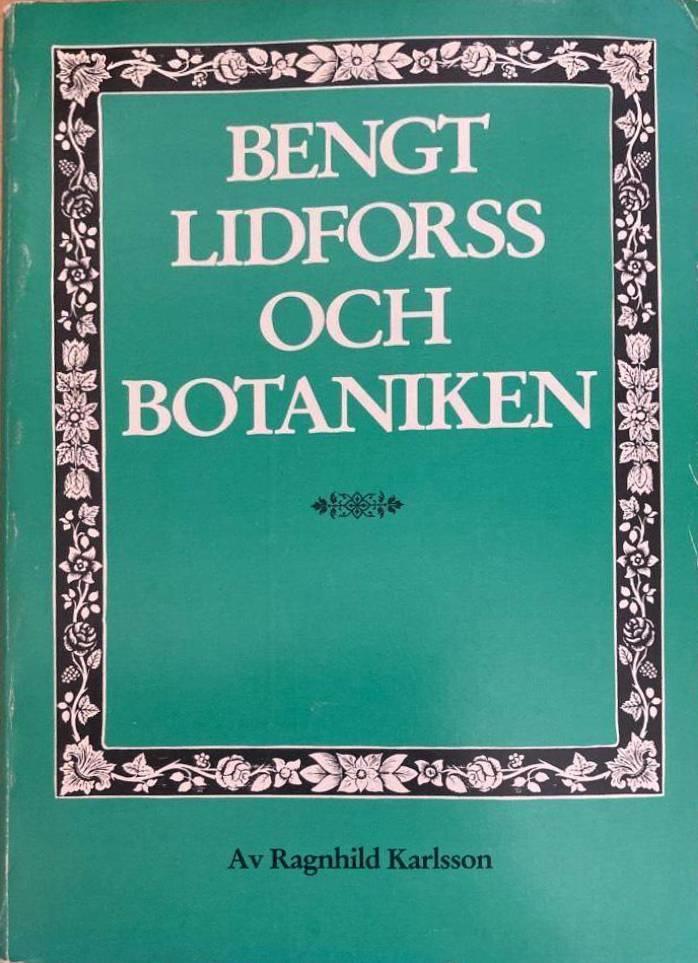 BENGT
LIDFORSS
OCH
BOTANIKEN
Av Ragnhild Karlsson